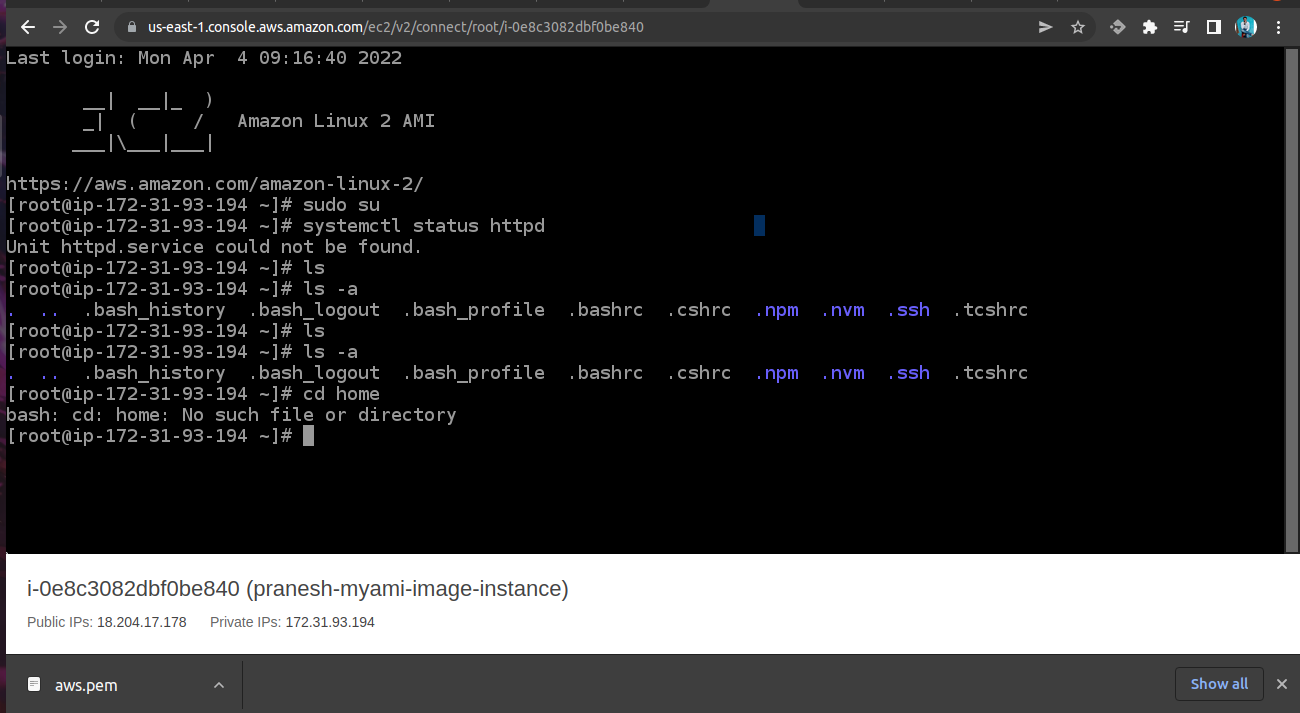 us-east-1.console.aws.amazon.com/ec2/v2/connect/root/i-0e8c3082dbf0be840
Last login: Mon Apr  4 09:16:40 2022
       __|  __|_  )
       _|  (     /   Amazon Linux 2 AMI
      ___|\___|___|
https://aws.amazon.com/amazon-linux-2/
[root@ip-172-31-93-194 ~]# sudo su
[root@ip-172-31-93-194 ~]# systemctl status httpd
Unit httpd.service could not be found.
[root@ip-172-31-93-194 ~]# ls
[root@ip-172-31-93-194 ~]# ls -a
.  ..  .bash_history  .bash_logout  .bash_profile  .bashrc  .cshrc  .npm  .nvm  .ssh  .tcshrc
[root@ip-172-31-93-194 ~]# ls
[root@ip-172-31-93-194 ~]# ls -a
.  ..  .bash_history  .bash_logout  .bash_profile  .bashrc  .cshrc  .npm  .nvm  .ssh  .tcshrc
[root@ip-172-31-93-194 ~]# cd home
bash: cd: home: No such file or directory
[root@ip-172-31-93-194 ~]#
i-0e8c3082dbf0be840 (pranesh-myami-image-instance)
Public IPs: 18.204.17.178 Private IPs: 172.31.93.194
aws.pem Show all